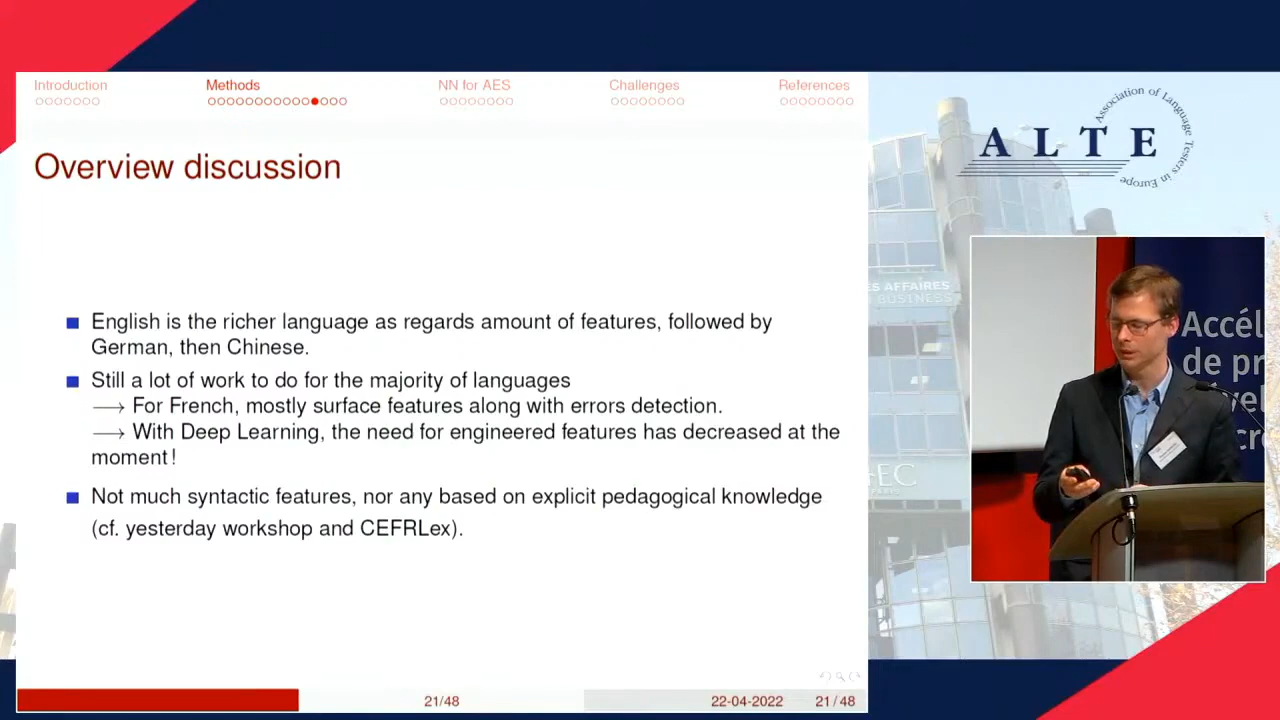 Introduction
Methods
NN for AES
Challenges
References
Overview discussion
English is the richer language as regards amount of features, followed by
German, then Chinese.
Still a lot of work to do for the majority of languages
⟶ For French, mostly surface features along with errors detection.
⟶ With Deep Learning, the need for engineered features has decreased at the
moment!
Not much syntactic features, nor any based on explicit pedagogical knowledge
(cf. yesterday workshop and CEFRLex).
21/48
22-04-2022
21 / 48
ALTE
Association of Language Testers in Europe
ES AFFAIRES
BUSINESS
Accél
de pr